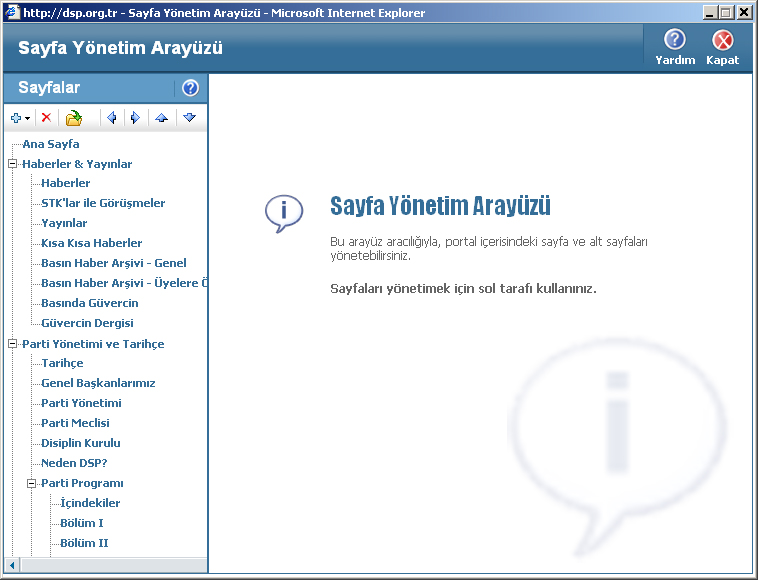 http://dsp.org.tr - Sayfa Yönetim Arayüzü - Microsoft Internet Explorer
Sayfa Yönetim Arayüzü
Yardım
Kapat
Sayfalar
Ana Sayfa
Haberler & Yayınlar
Haberler
STK'lar ile Görüşmeler
Yayınlar
Kısa Kısa Haberler
Basın Haber Arşivi - Genel
Basın Haber Arşivi - Üyelere Ö
Basında Güvercin
Güvercin Dergisi
Parti Yönetimi ve Tarihçe
Tarihçe
Genel Başkanlarımız
Parti Yönetimi
Parti Meclisi
Disiplin Kurulu
Neden DSP?
Parti Programı
İçindekiler
Bölüm I
Bölüm II
Sayfa Yönetim Arayüzü
Bu arayüz aracılığıyla, portal içerisindeki sayfa ve alt sayfaları
yönetebilirsiniz.
Sayfaları yönetimek için sol tarafı kullanınız.